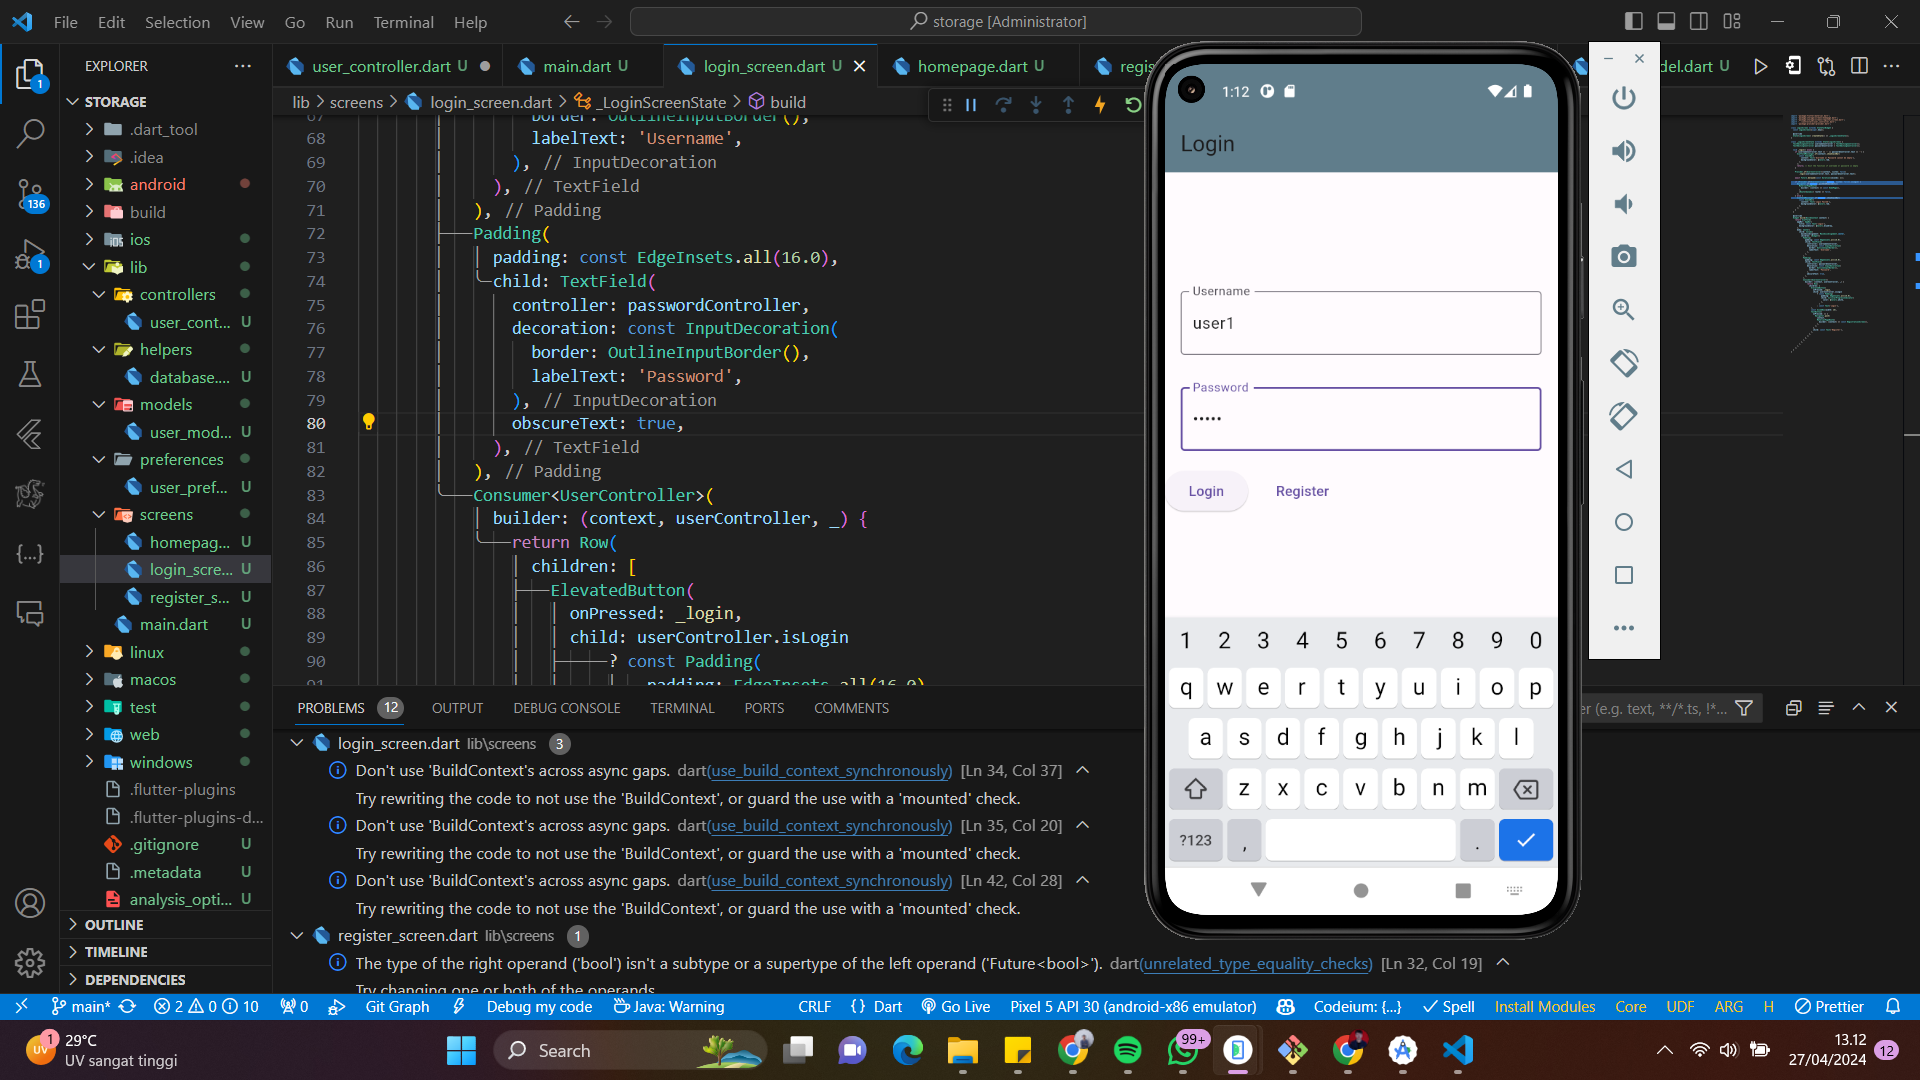 File Edit Selection View Go Run Terminal Help
storage [Administrator]
EXPLORER
STORAGE
.dart_tool
.idea
android
build
ios
lib
controllers
user_cont... U
helpers
database.... U
models
user_mod... U
preferences
user_pref... U
screens
homepag... U
login_scre... U
register_s... U
main.dart U
linux
macos
test
web
windows
.flutter-plugins
.flutter-plugins-d...
.gitignore U
.metadata U
analysis_opti... U
OUTLINE
TIMELINE
DEPENDENCIES
1
136
1
user_controller.dart U
main.dart U
login_screen.dart U
homepage.dart U
regis
del.dart U
lib > screens > login_screen.dart > _LoginScreenState > build
67 border: OutlineInputBorder(),
68 labelText: 'Username',
69 ), // InputDecoration
70 ), // TextField
71 ), // Padding
72 Padding(
73 padding: const EdgeInsets.all(16.0),
74 child: TextField(
75 controller: passwordController,
76 decoration: const InputDecoration(
77 border: OutlineInputBorder(),
78 labelText: 'Password',
79 ), // InputDecoration
80 obscureText: true,
81 ), // TextField
82 ), // Padding
83 Consumer<UserController>(
84 builder: (context, userController, _) {
85 return Row(
86 children: [
87 ElevatedButton(
88 onPressed: _login,
89 child: userController.isLogin
90 ? const Padding(
91 padding: EdgeInsets.all(16.0)
1:12
Login
Username
user1
Password
•••••
Login Register
1 2 3 4 5 6 7 8 9 0
q w e r t y u i o p
a s d f g h j k l
z x c v b n m
?123 , .
PROBLEMS 12 OUTPUT DEBUG CONSOLE TERMINAL PORTS COMMENTS
er (e.g. text, **/*.ts, !*...
login_screen.dart lib\screens 3
Don't use 'BuildContext's across async gaps. dart(use_build_context_synchronously) [Ln 34, Col 37]
Try rewriting the code to not use the 'BuildContext', or guard the use with a 'mounted' check.
Don't use 'BuildContext's across async gaps. dart(use_build_context_synchronously) [Ln 35, Col 20]
Try rewriting the code to not use the 'BuildContext', or guard the use with a 'mounted' check.
Don't use 'BuildContext's across async gaps. dart(use_build_context_synchronously) [Ln 42, Col 28]
Try rewriting the code to not use the 'BuildContext', or guard the use with a 'mounted' check.
register_screen.dart lib\screens 1
The type of the right operand ('bool') isn't a subtype or a supertype of the left operand ('Future<bool>'). dart(unrelated_type_equality_checks) [Ln 32, Col 19]
Try changing one or both of the operands.
main* 2 0 10 0 Git Graph Debug my code Java: Warning CRLF { } Dart Go Live Pixel 5 API 30 (android-x86 emulator) Codeium: {...} Spell Install Modules Core UDF ARG H Prettier
1
UV
29°C
UV sangat tinggi
Search
99+
13.12
27/04/2024
12